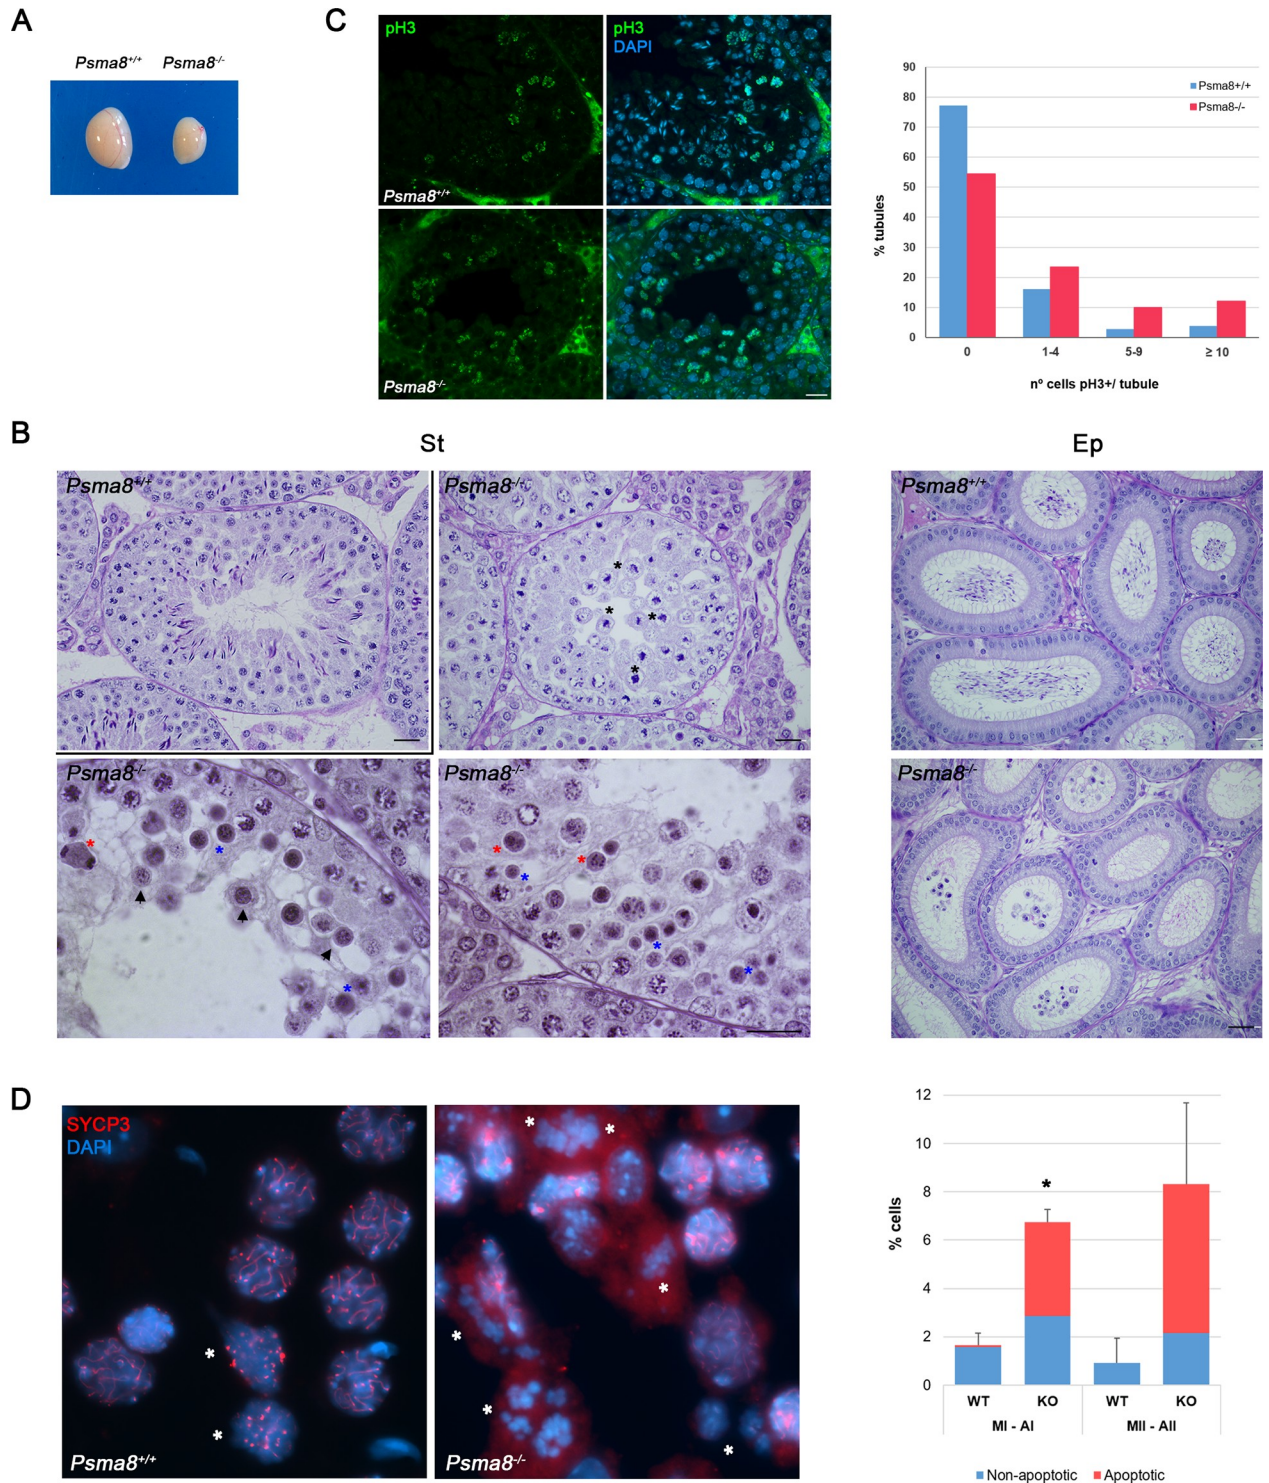 A
Psma8+/+
Psma8-/-
C
pH3
pH3
DAPI
Psma8+/+
Psma8-/-
90
80
70
60
50
40
30
20
10
0
% tubules
Psma8+/+
Psma8-/-
0
1-4
5-9
≥ 10
nº cells pH3+/ tubule
B
St
Ep
Psma8+/+
Psma8-/-
Psma8+/+
*
*
*
*
Psma8-/-
Psma8-/-
Psma8-/-
*
*
*
*
*
*
*
*
D
SYCP3
DAPI
*
*
Psma8+/+
*
*
*
*
*
*
Psma8-/-
12
10
8
6
4
2
0
% cells
*
WT
KO
WT
KO
MI - AI
MII - AII
Non-apoptotic
Apoptotic